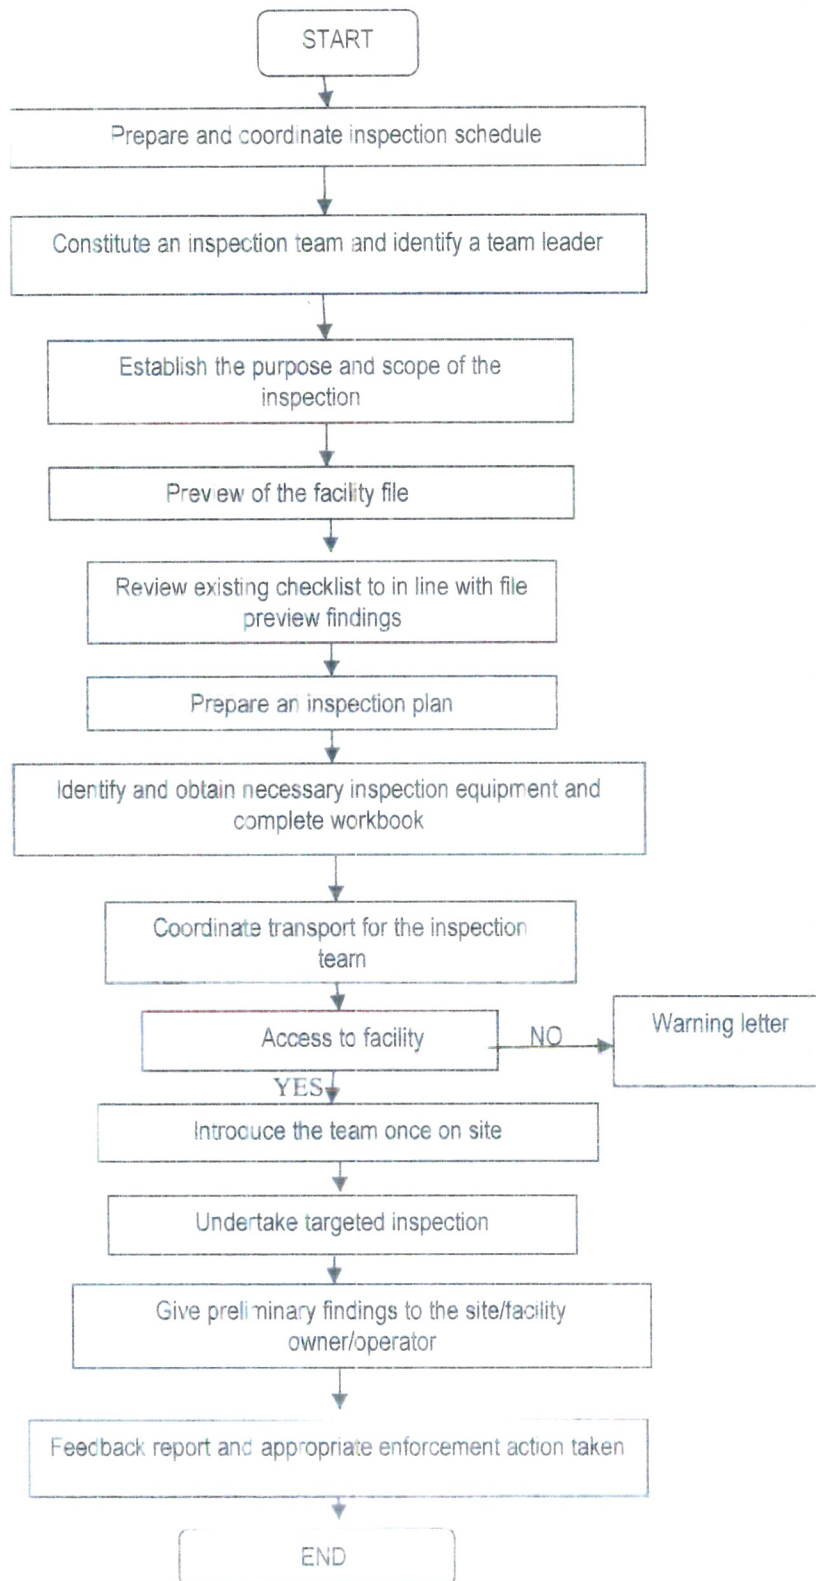 START
Prepare and coordinate inspection schedule
Constitute an inspection team and identify a team leader
Establish the purpose and scope of the
inspection
Preview of the facility file
Review existing checklist to in line with file
preview findings
Prepare an inspection plan
Identify and obtain necessary inspection equipment and
complete workbook
Coordinate transport for the inspection
team
Access to facility
NO
Warning letter
YES
Introduce the team once on site
Undertake targeted inspection
Give preliminary findings to the site/facility
owner/operator
Feedback report and appropriate enforcement action taken
END